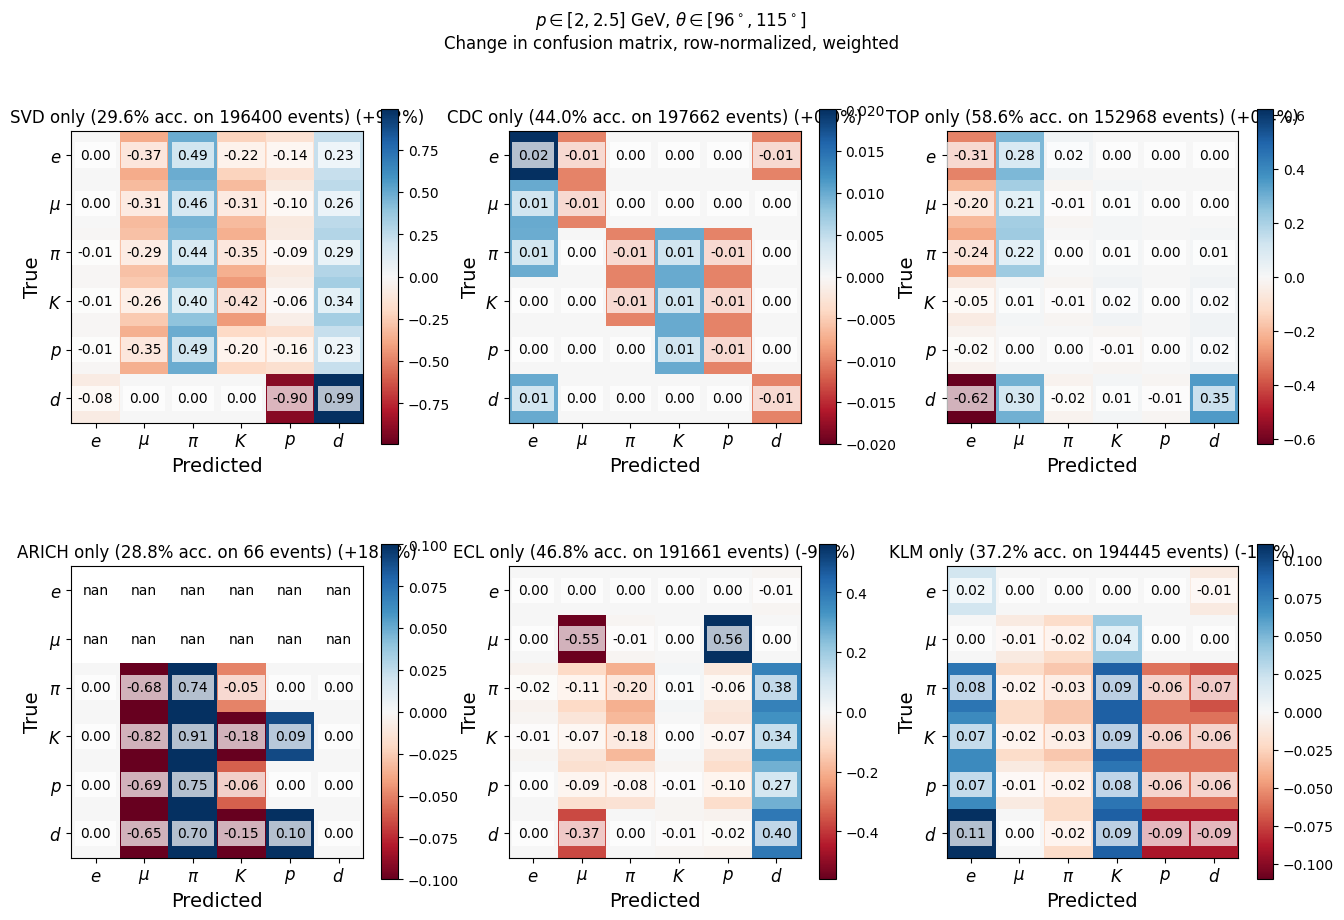 p ∈ [2, 2.5] GeV, θ ∈ [96°, 115°]
Change in confusion matrix, row-normalized, weighted
SVD only (29.6% acc. on 196400 events)
True
e 0.00 -0.37 0.49 -0.22 -0.14 0.23
μ 0.00 -0.31 0.46 -0.31 -0.10 0.26
π -0.01 -0.29 0.44 -0.35 -0.09 0.29
K -0.01 -0.26 0.40 -0.42 -0.06 0.34
p -0.01 -0.35 0.49 -0.20 -0.16 0.23
d -0.08 0.00 0.00 0.00 -0.90 0.99
e μ π K p d
Predicted
0.75
0.50
0.25
0.00
−0.25
−0.50
−0.75
CDC only (44.0% acc. on 197662 events)
True
e 0.02 -0.01 0.00 0.00 0.00 -0.01
μ 0.01 -0.01 0.00 0.00 0.00 0.00
π 0.01 0.00 -0.01 0.01 -0.01 0.00
K 0.00 0.00 -0.01 0.01 -0.01 0.00
p 0.00 0.00 0.00 0.01 -0.01 0.00
d 0.01 0.00 0.00 0.00 0.00 -0.01
e μ π K p d
Predicted
0.020
0.015
0.010
0.005
0.000
−0.005
−0.010
−0.015
−0.020
TOP only (58.6% acc. on 152968 events)
True
e -0.31 0.28 0.02 0.00 0.00 0.00
μ -0.20 0.21 -0.01 0.01 0.00 0.00
π -0.24 0.22 0.00 0.01 0.00 0.01
K -0.05 0.01 -0.01 0.02 0.00 0.02
p -0.02 0.00 0.00 -0.01 0.00 0.02
d -0.62 0.30 -0.02 0.01 -0.01 0.35
e μ π K p d
Predicted
0.4
0.2
0.0
−0.2
−0.4
−0.6
ARICH only (28.8% acc. on 66 events)
True
e nan nan nan nan nan nan
μ nan nan nan nan nan nan
π 0.00 -0.68 0.74 -0.05 0.00 0.00
K 0.00 -0.82 0.91 -0.18 0.09 0.00
p 0.00 -0.69 0.75 -0.06 0.00 0.00
d 0.00 -0.65 0.70 -0.15 0.10 0.00
e μ π K p d
Predicted
0.100
0.075
0.050
0.025
0.000
−0.025
−0.050
−0.075
−0.100
ECL only (46.8% acc. on 191661 events)
True
e 0.00 0.00 0.00 0.00 0.00 -0.01
μ 0.00 -0.55 -0.01 0.00 0.56 0.00
π -0.02 -0.11 -0.20 0.01 -0.06 0.38
K -0.01 -0.07 -0.18 0.00 -0.07 0.34
p 0.00 -0.09 -0.08 -0.01 -0.10 0.27
d 0.00 -0.37 0.00 -0.01 -0.02 0.40
e μ π K p d
Predicted
0.4
0.2
0.0
−0.2
−0.4
KLM only (37.2% acc. on 194445 events)
True
e 0.02 0.00 0.00 0.00 0.00 -0.01
μ 0.00 -0.01 -0.02 0.04 0.00 0.00
π 0.08 -0.02 -0.03 0.09 -0.06 -0.07
K 0.07 -0.02 -0.03 0.09 -0.06 -0.06
p 0.07 -0.01 -0.02 0.08 -0.06 -0.06
d 0.11 0.00 -0.02 0.09 -0.09 -0.09
e μ π K p d
Predicted
0.100
0.075
0.050
0.025
0.000
−0.025
−0.050
−0.075
−0.100